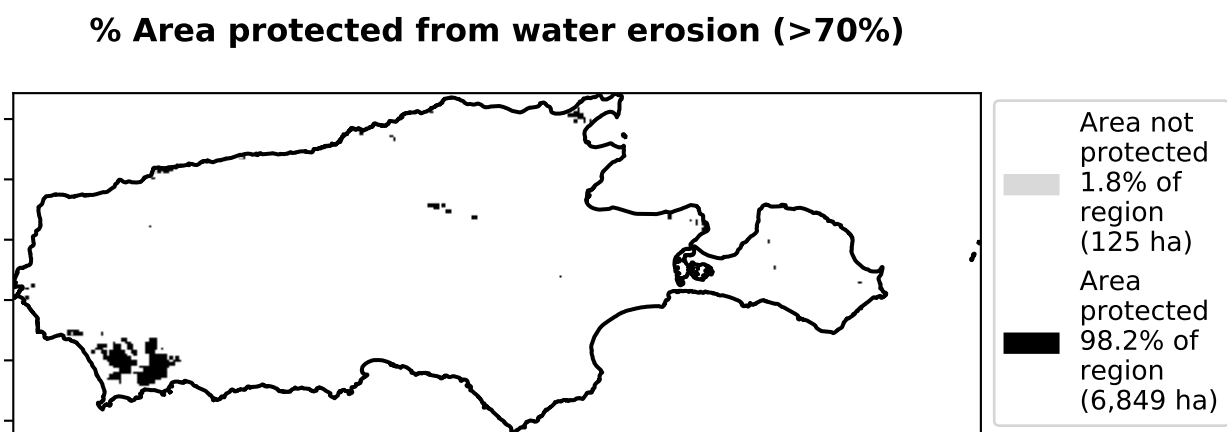 % Area protected from water erosion (>70%)
Area not
protected
1.8% of
region
(125 ha)
Area
protected
98.2% of
region
(6,849 ha)